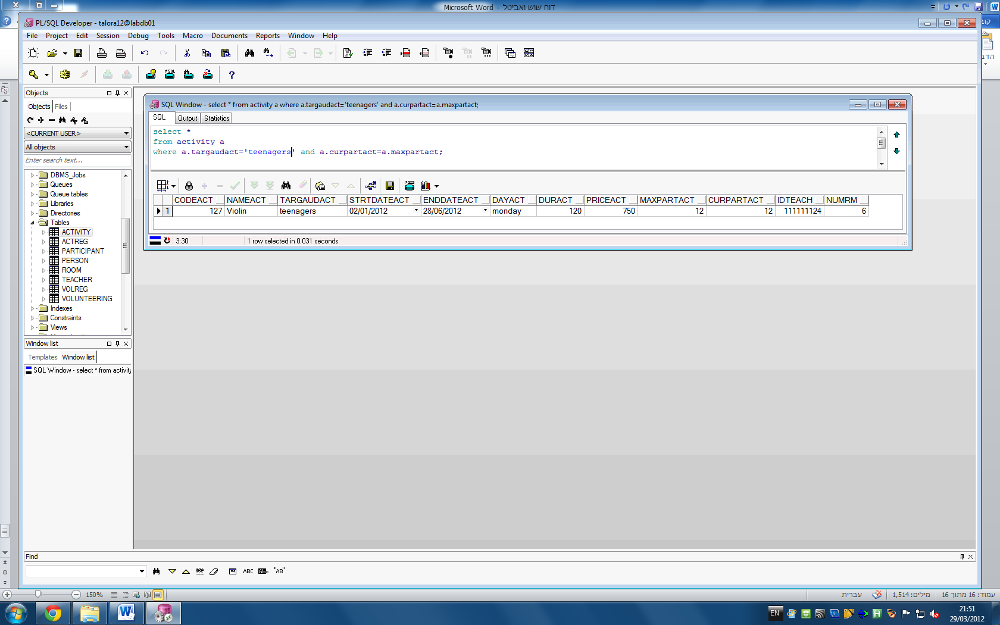 Microsoft Word - דוח שוש ואביטל
PL/SQL Developer - talora12@labdb01
File Project Edit Session Debug Tools Macro Documents Reports Window Help
Objects
Objects Files
<CURRENT USER>
All objects
Enter search text...
DBMS_Jobs
Queues
Queue tables
Libraries
Directories
Tables
ACTIVITY
ACTREG
PARTICIPANT
PERSON
ROOM
TEACHER
VOLREG
VOLUNTEERING
Indexes
Constraints
Views
Window list
Templates Window list
SQL Window - select * from activity
SQL Window - select * from activity a where a.targaudact='teenagers' and a.curpartact=a.maxpartact;
SQL Output Statistics
select *
from activity a
where a.targaudact='teenagers' and a.curpartact=a.maxpartact;
CODEACT NAMEACT TARGAUDACT STRTDATEACT ENDDATEACT DAYACT DURACT PRICEACT MAXPARTACT CURPARTACT IDTEACH NUMRM
1 127 Violin teenagers 02/01/2012 28/06/2012 monday 120 750 12 12 111111124 6
3:30 1 row selected in 0.031 seconds
Find
ABC "AB"
150%
עברית
מילים: 1,514
עמוד: 16 מתוך 16
EN
21:51
29/03/2012